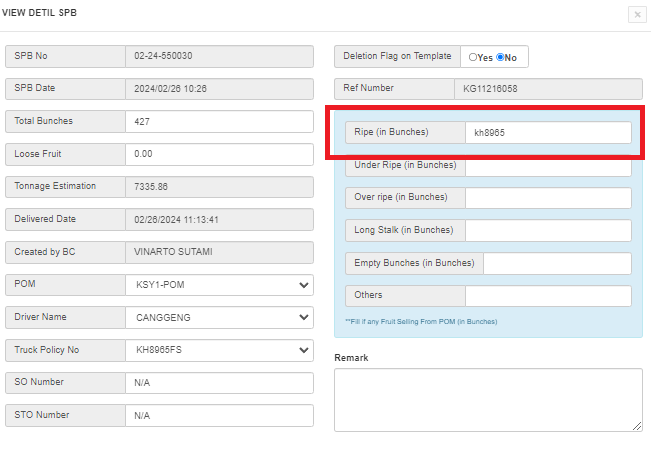 VIEW DETIL SPB
×
SPB No 02-24-550030
SPB Date 2024/02/26 10:26
Total Bunches 427
Loose Fruit 0.00
Tonnage Estimation 7335.86
Delivered Date 02/26/2024 11:13:41
Created by BC VINARTO SUTAMI
POM KSY1-POM
Driver Name CANGGENG
Truck Policy No KH8965FS
SO Number N/A
STO Number N/A
Deletion Flag on Template Yes No
Ref Number KG11216058
Ripe (in Bunches) kh8965
Under Ripe (in Bunches)
Over ripe (in Bunches)
Long Stalk (in Bunches)
Empty Bunches (in Bunches)
Others
**Fill if any Fruit Selling From POM (in Bunches)
Remark